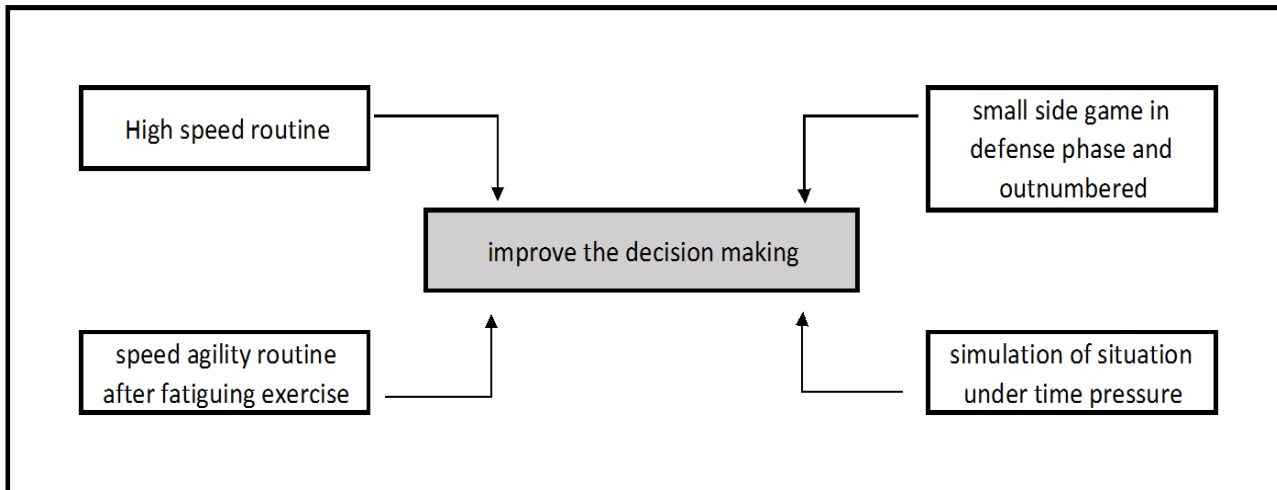 High speed routine
small side game in
defense phase and
outnumbered
improve the decision making
speed agility routine
after fatiguing exercise
simulation of situation
under time pressure